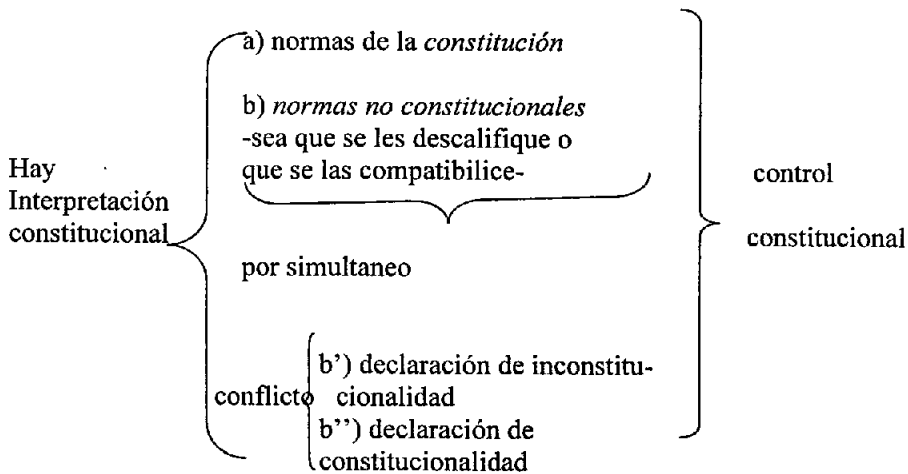 a) normas de la constitución
b) normas no constitucionales
-sea que se les descalifique o
que se las compatibilice-
Hay
Interpretación
constitucional
control
constitucional
por simultaneo
conflicto
b’) declaración de inconstitu-
cionalidad
b’’) declaración de
constitucionalidad